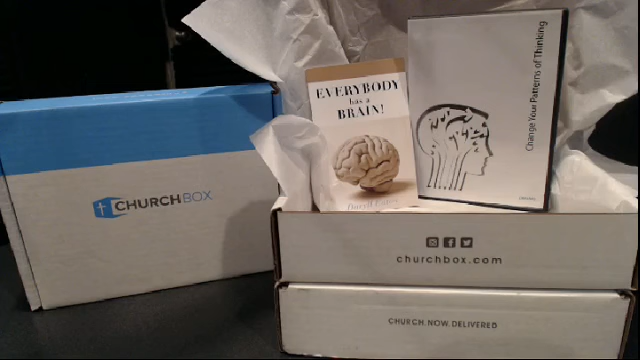 CHURCHBOX
EVERYBODY
has a
BRAIN!
Change Your Patterns of Thinking
churchbox.com
CHURCH. NOW. DELIVERED